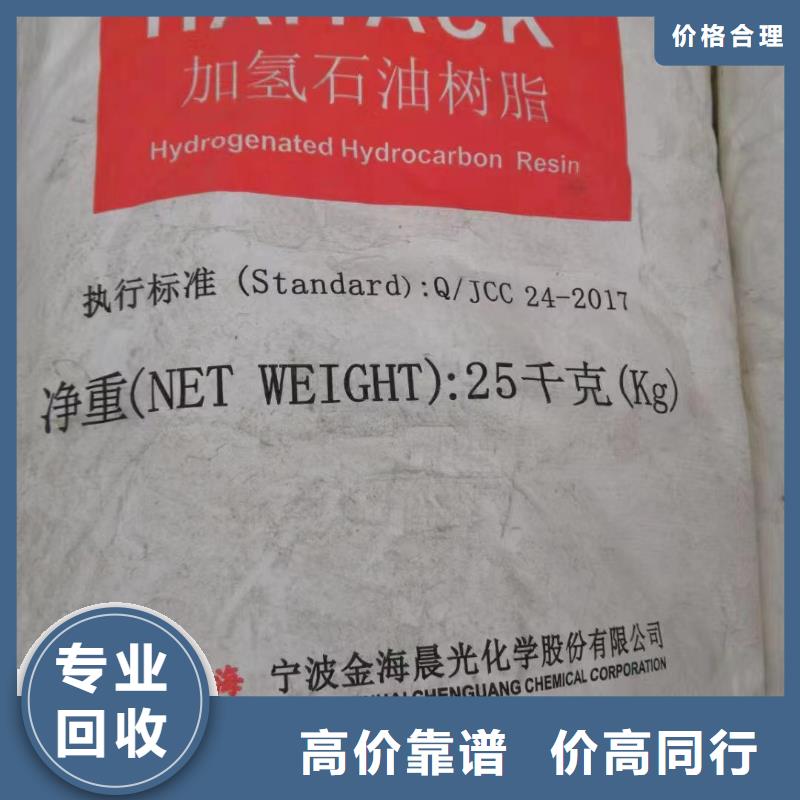 价格合理
加氢石油树脂
Hydrogenated Hydrocarbon Resin
执行标准 (Standard):Q/JCC 24-2017
净重(NET WEIGHT):25千克(Kg)
海 宁波金海晨光化学股份有限公司
CHENGUANG CHEMICAL CORPORATION
专业
回收
高价靠谱 价高同行